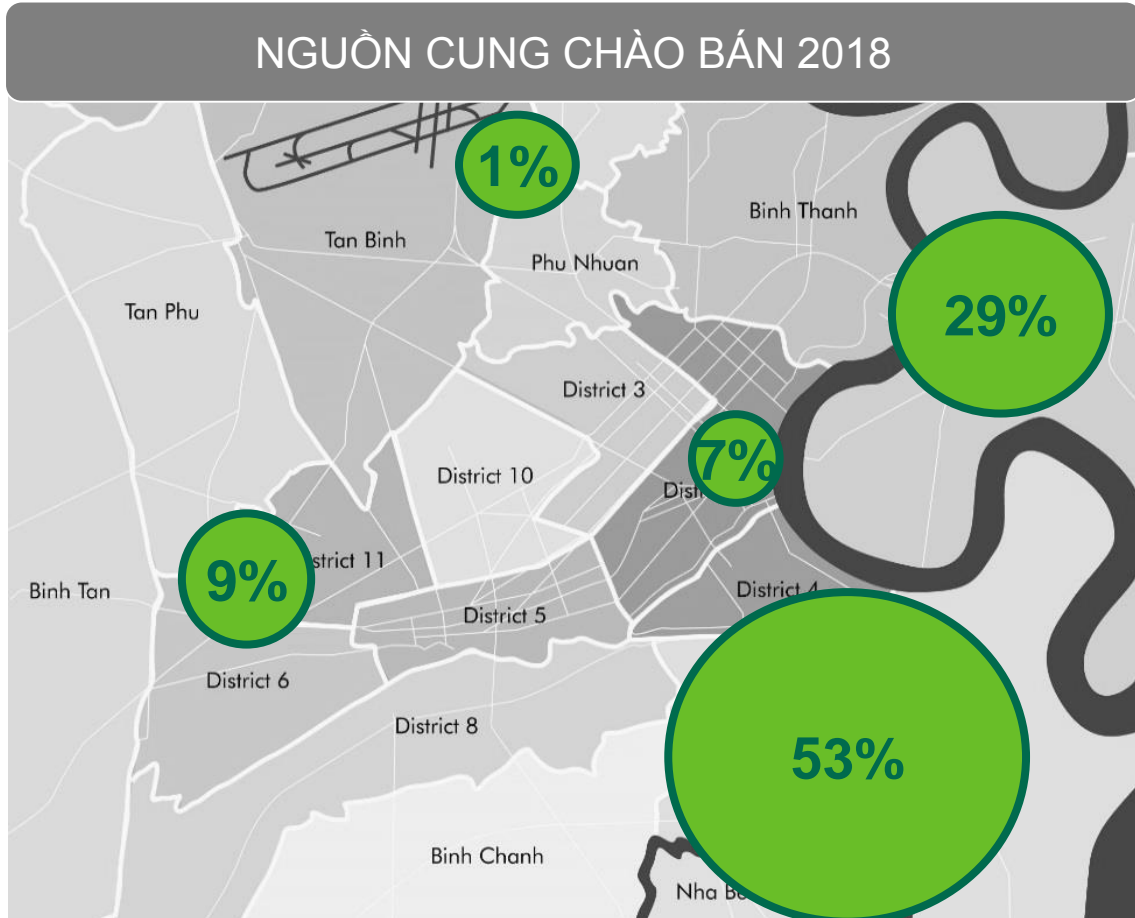 NGUỒN CUNG CHÀO BÁN 2018
1%
Binh Thanh
Tan Binh
Phu Nhuan
Tan Phu
29%
District 3
7%
District 10
9%
strict 11
Binh Tan
District 4
District 5
District 6
District 8
53%
Binh Chanh
Nha